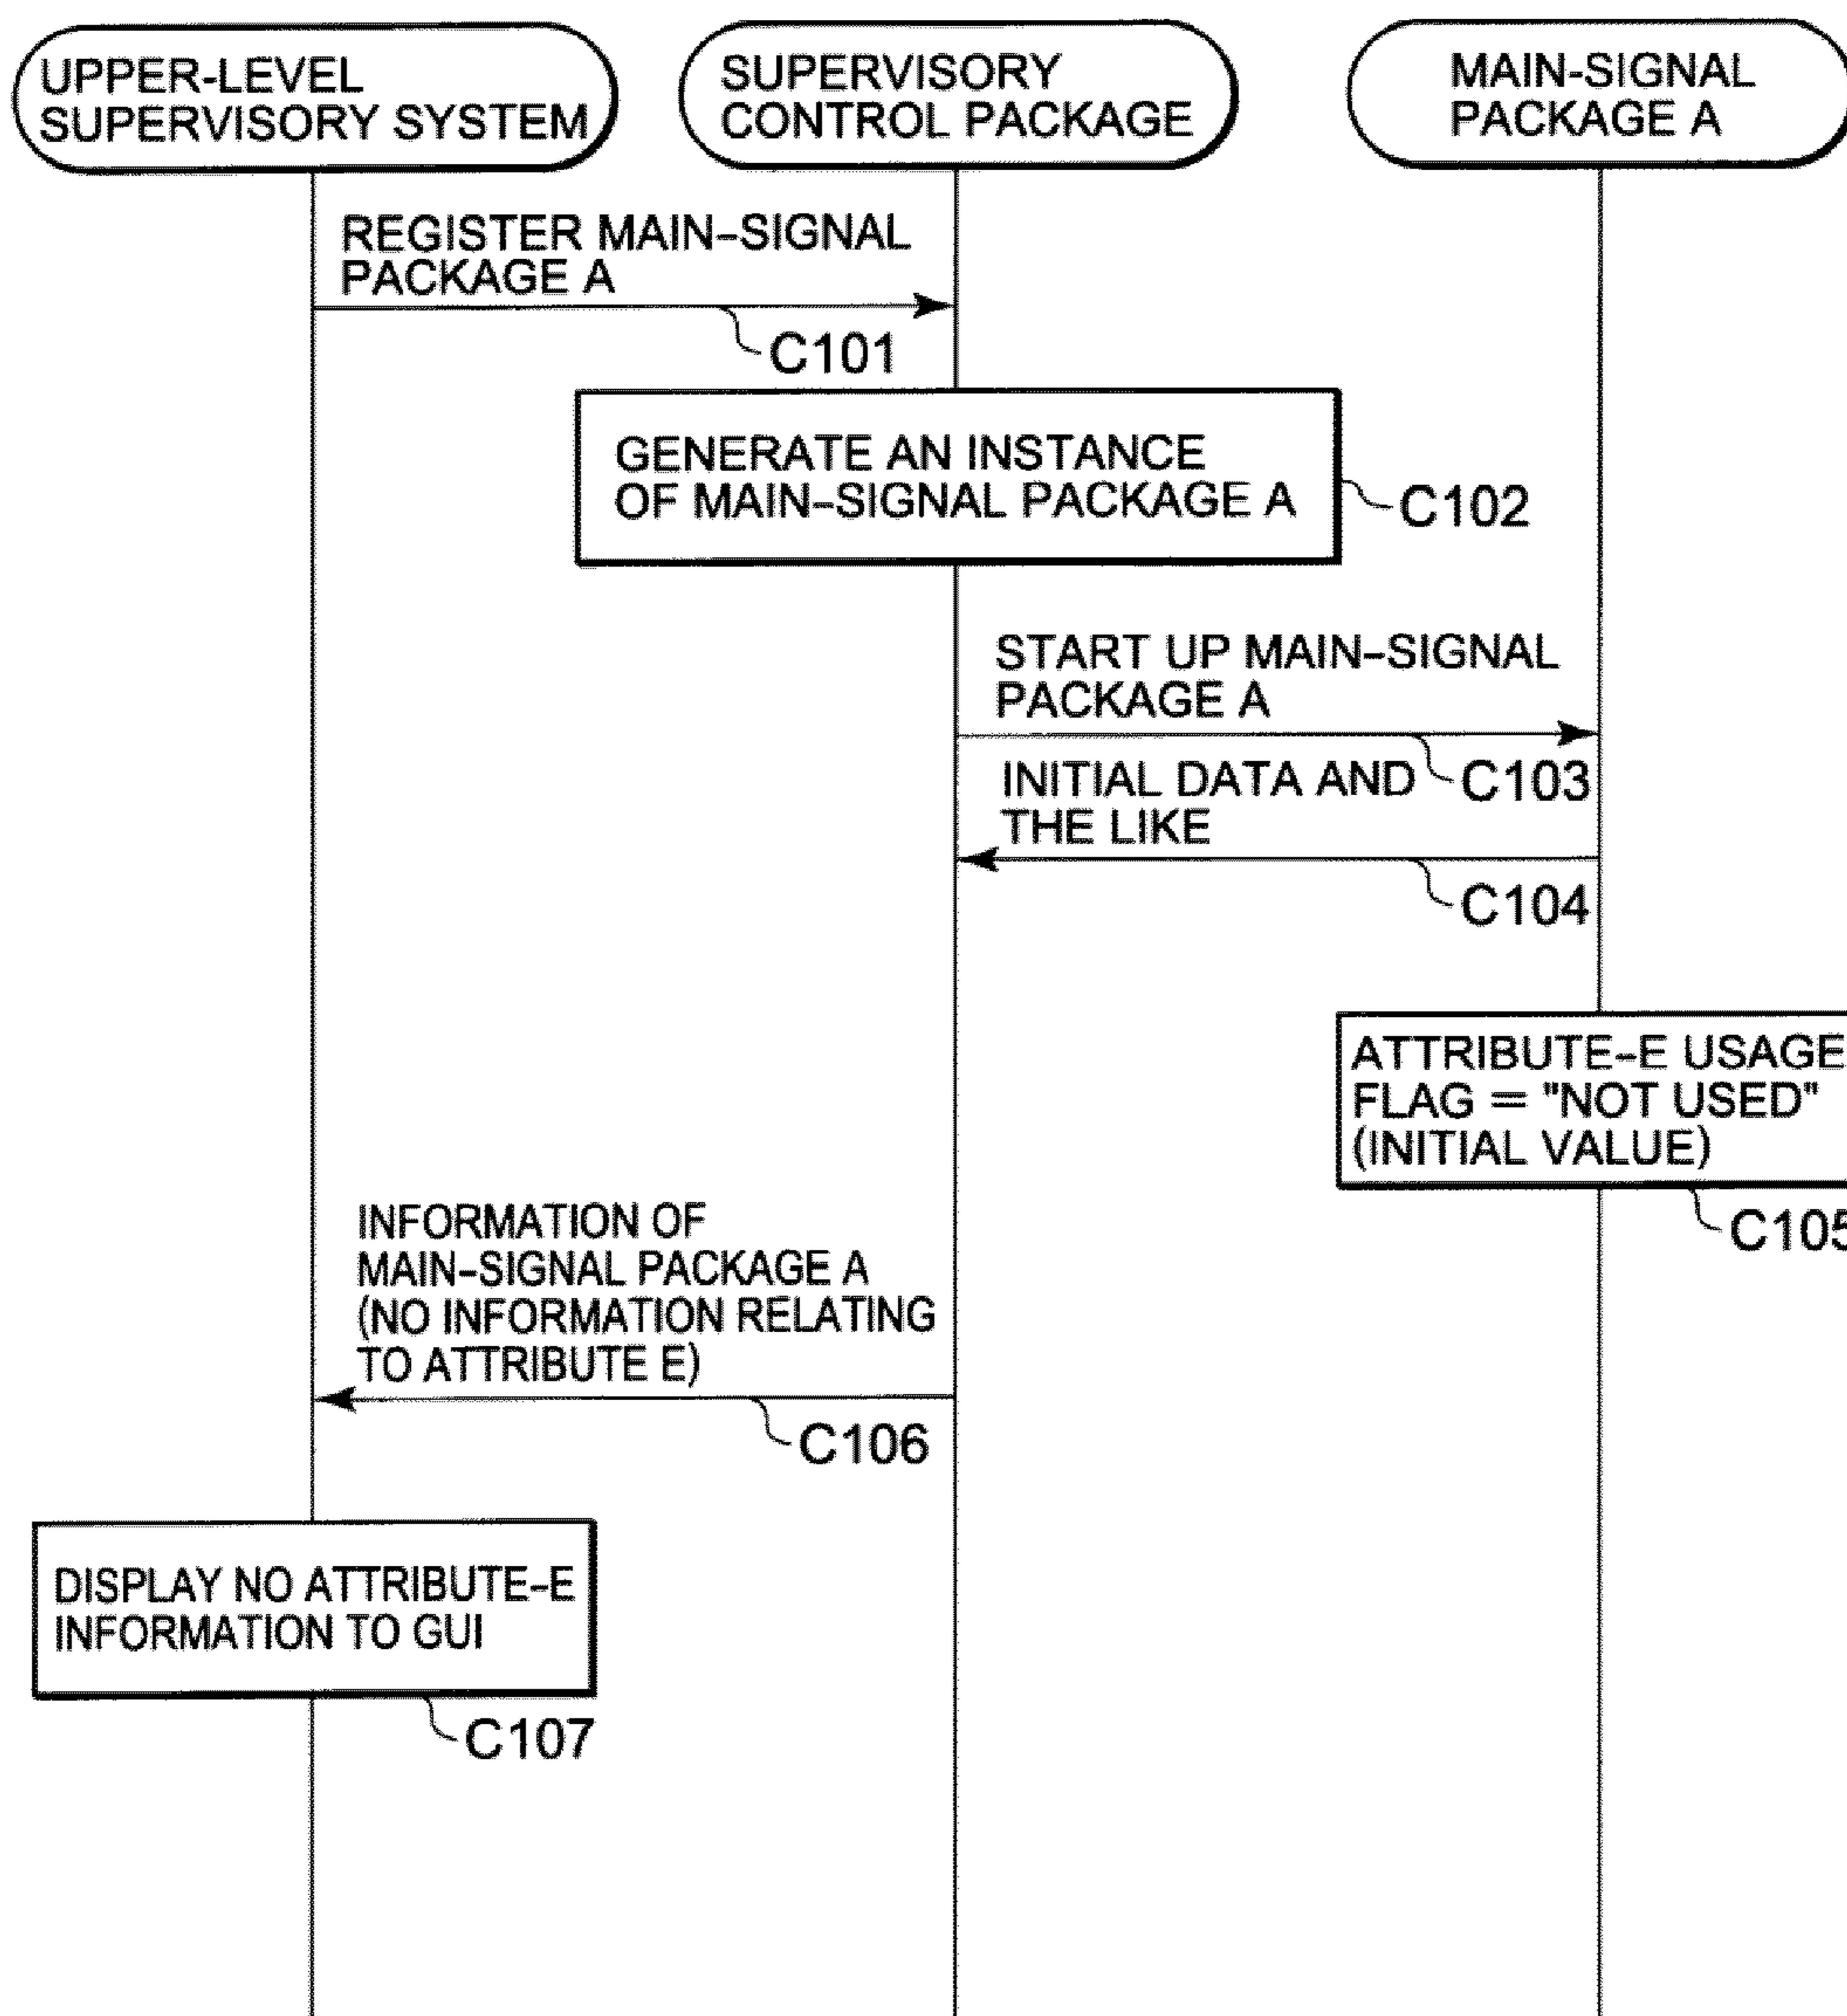 UPPER-LEVEL
SUPERVISORY SYSTEM
SUPERVISORY
CONTROL PACKAGE
MAIN-SIGNAL
PACKAGE A
REGISTER MAIN-SIGNAL
PACKAGE A
C101
GENERATE AN INSTANCE
OF MAIN-SIGNAL PACKAGE A
C102
START UP MAIN-SIGNAL
PACKAGE A
C103
INITIAL DATA AND
THE LIKE
C104
ATTRIBUTE-E USAGE
FLAG = "NOT USED"
(INITIAL VALUE)
C105
INFORMATION OF
MAIN-SIGNAL PACKAGE A
(NO INFORMATION RELATING
TO ATTRIBUTE E)
C106
DISPLAY NO ATTRIBUTE-E
INFORMATION TO GUI
C107